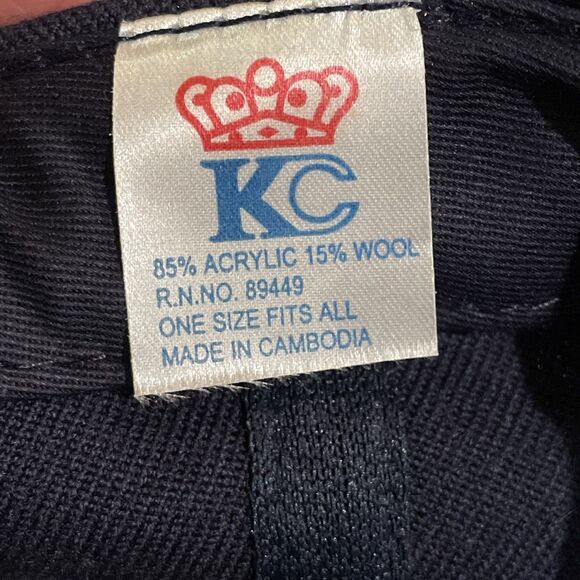 KC
85% ACRYLIC 15% WOOL
R.N.NO. 89449
ONE SIZE FITS ALL
MADE IN CAMBODIA